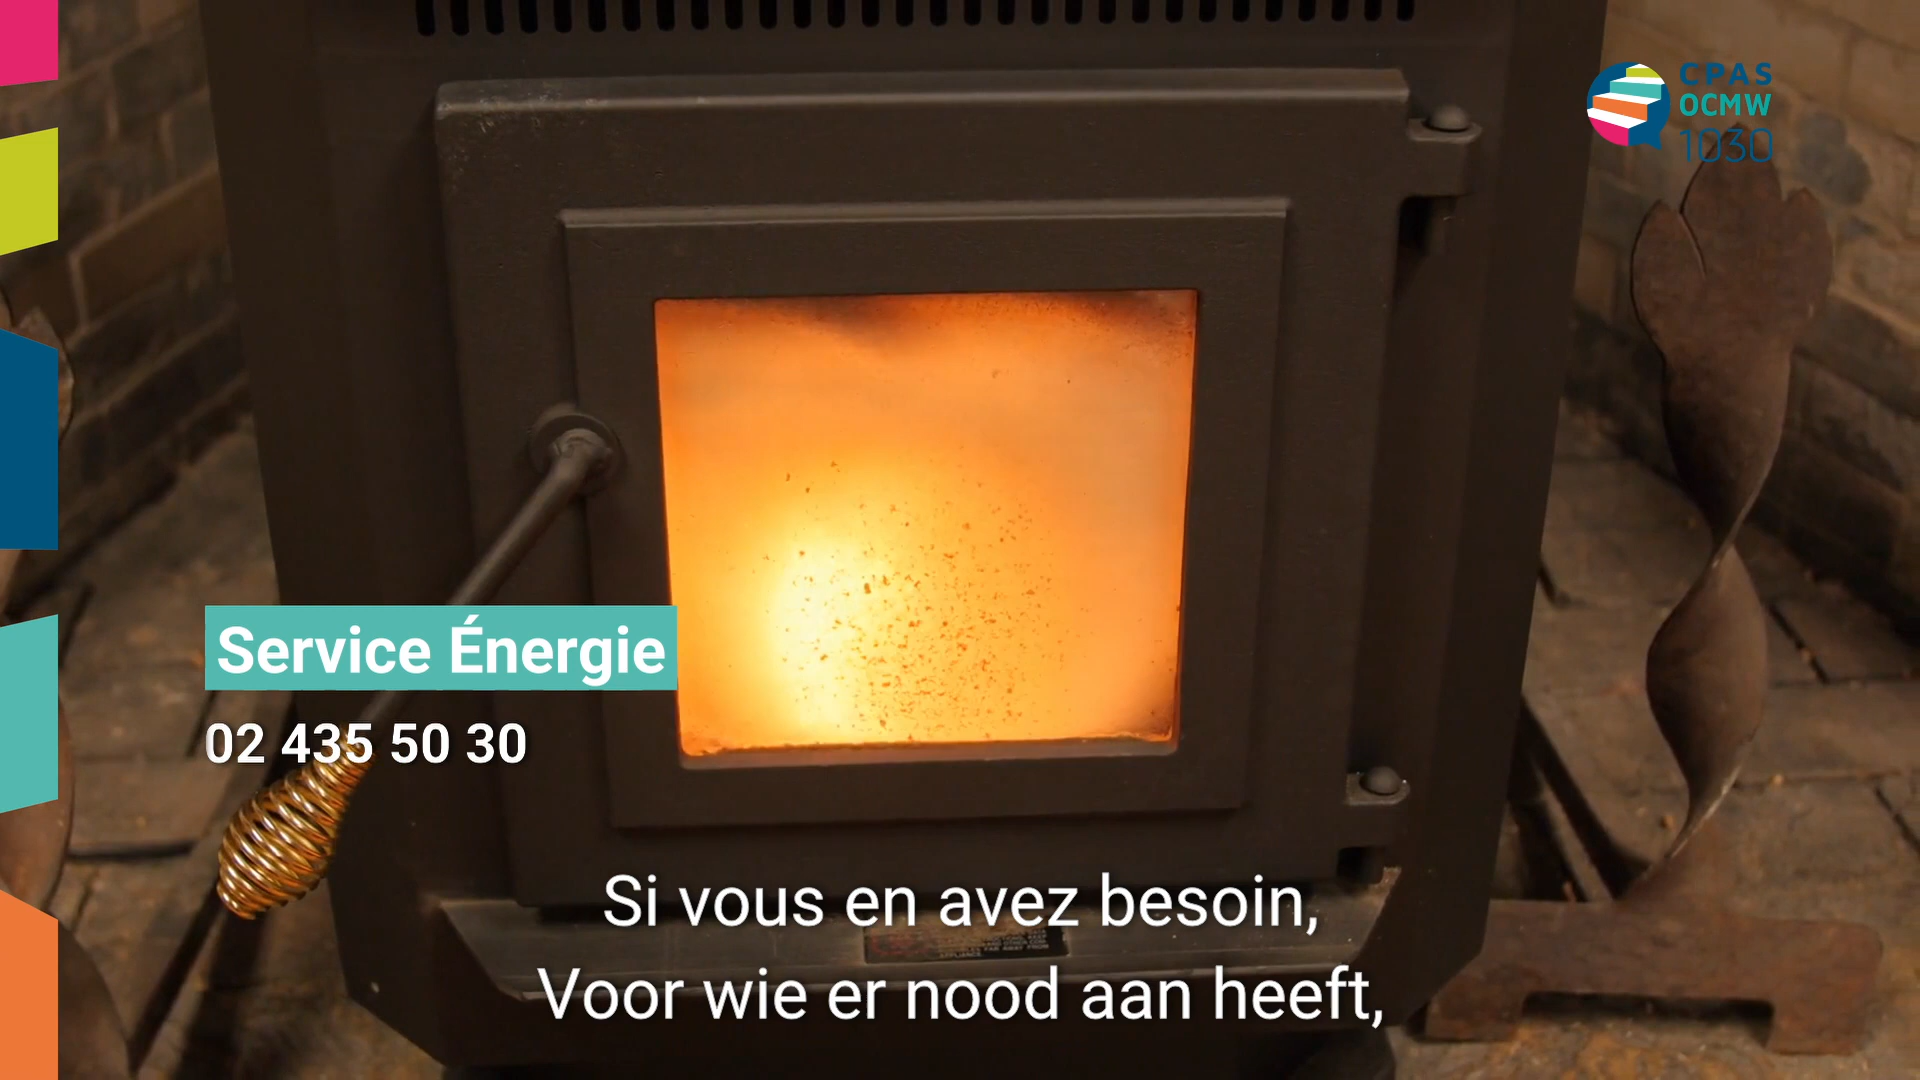 CPAS
OCMW
1030
Service Énergie
02 435 50 30
Si vous en avez besoin,
Voor wie er nood aan heeft,